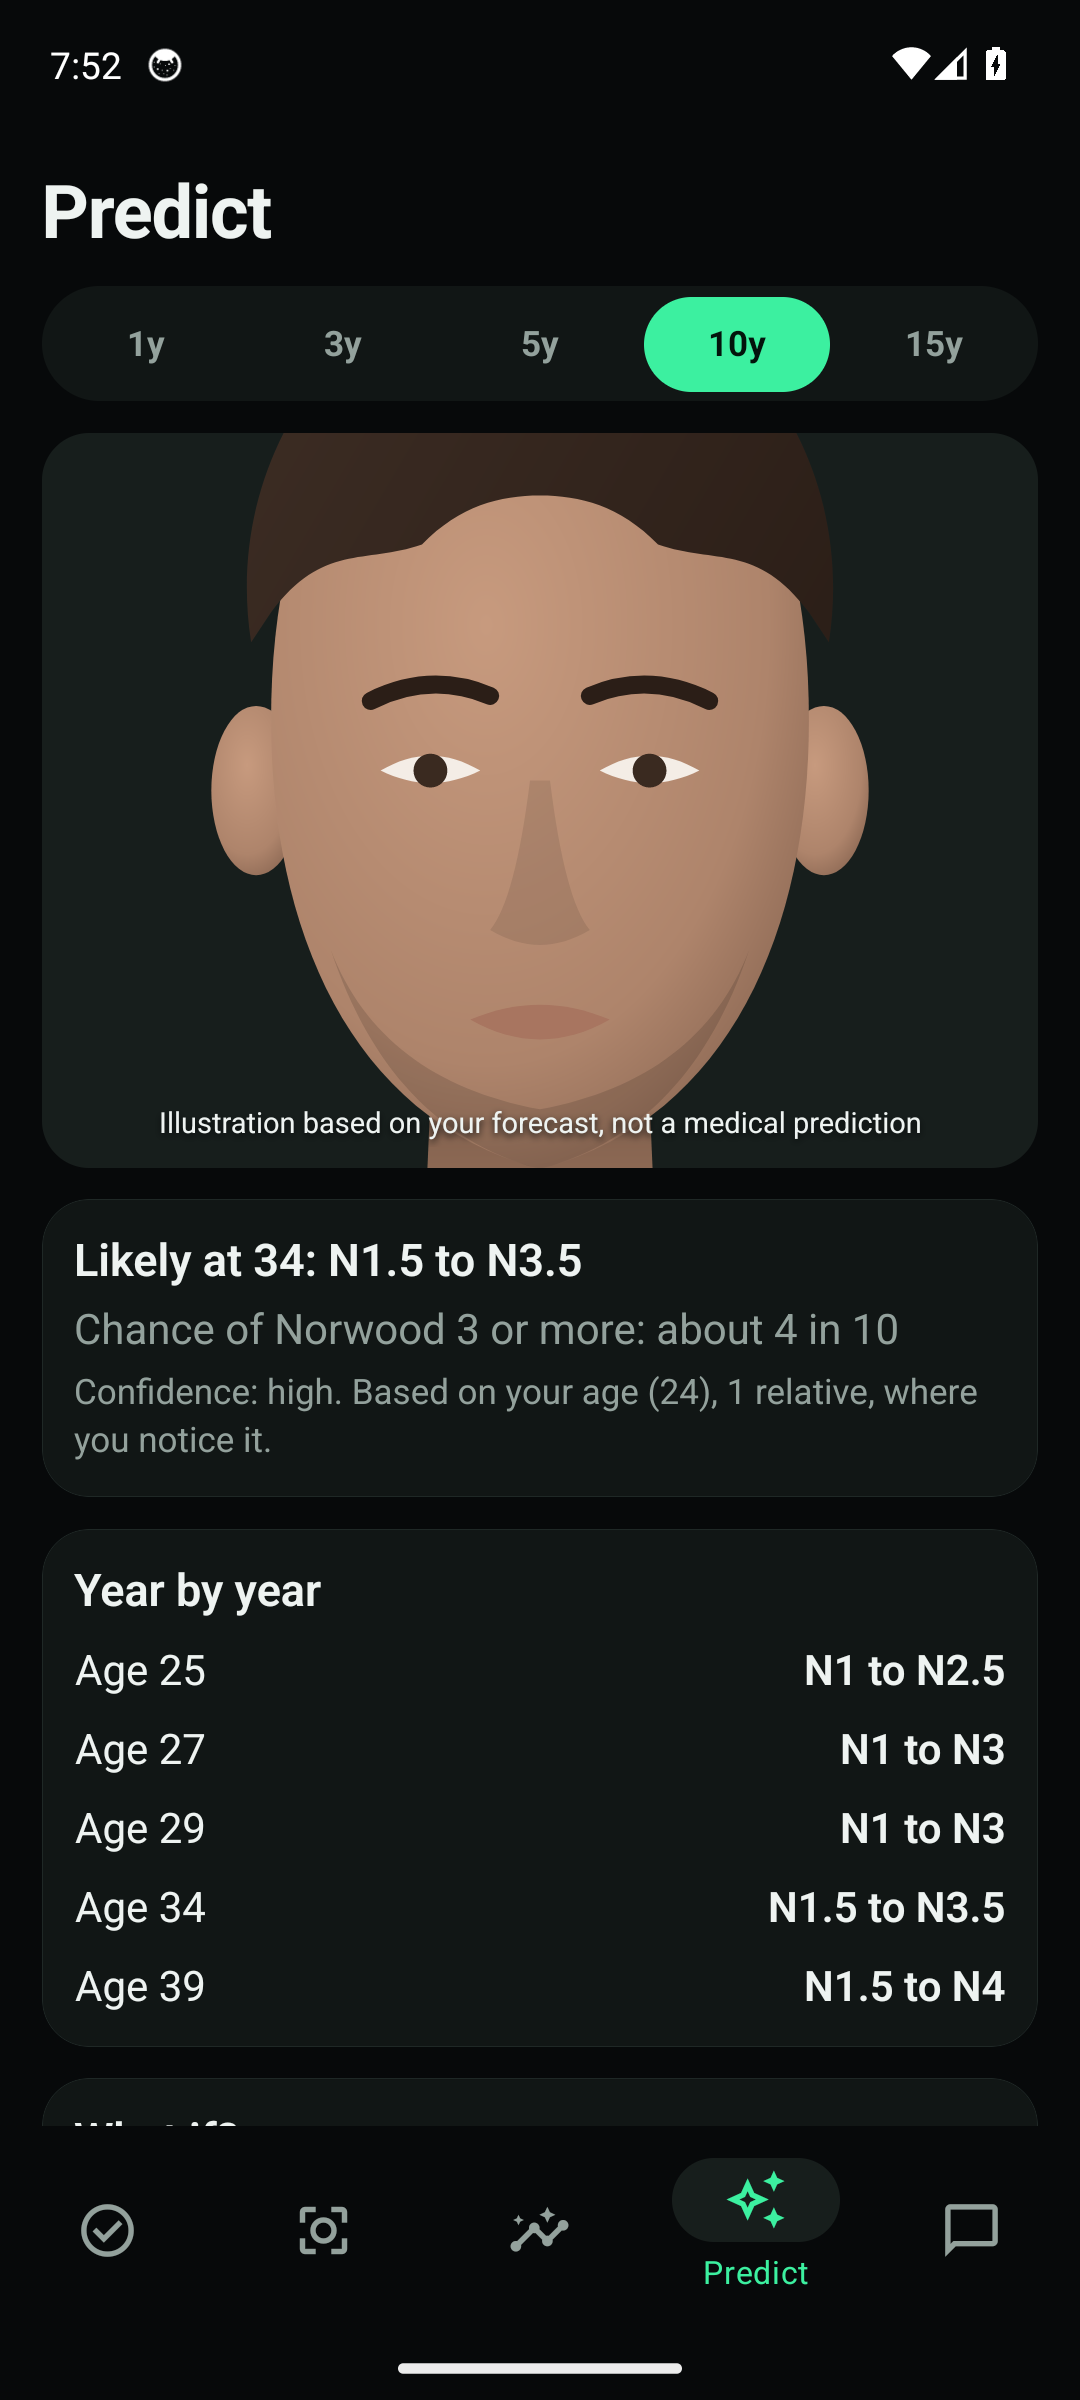 7:52
Predict
1y 3y 5y 10y 15y
Illustration based on your forecast, not a medical prediction
Likely at 34: N1.5 to N3.5
Chance of Norwood 3 or more: about 4 in 10
Confidence: high. Based on your age (24), 1 relative, where
you notice it.
Year by year
Age 25 N1 to N2.5
Age 27 N1 to N3
Age 29 N1 to N3
Age 34 N1.5 to N3.5
Age 39 N1.5 to N4
Predict